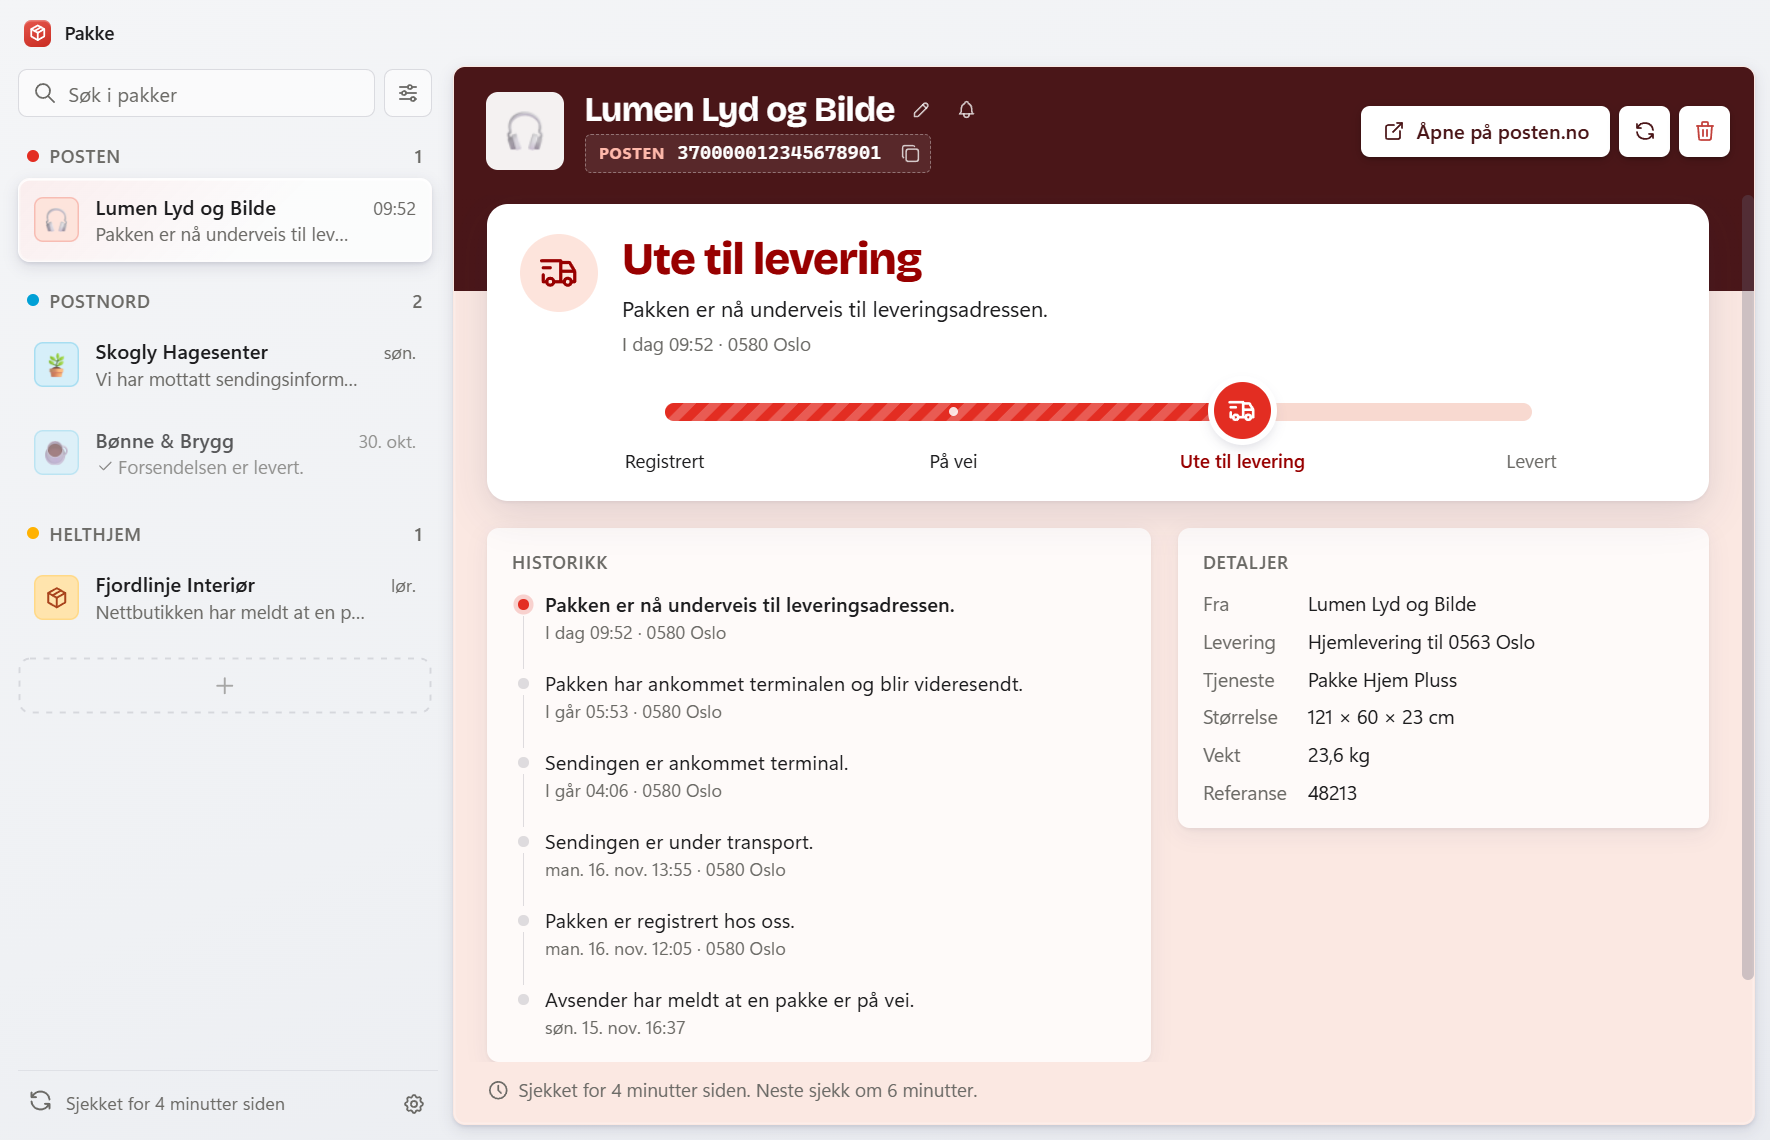 Pakke
Søk i pakker
POSTEN 1
Lumen Lyd og Bilde 09:52
Pakken er nå underveis til lev...
POSTNORD 2
Skogly Hagesenter søn.
Vi har mottatt sendingsinform...
Bønne & Brygg 30. okt.
Forsendelsen er levert.
HELTHJEM 1
Fjordlinje Interiør lør.
Nettbutikken har meldt at en p...
Sjekket for 4 minutter siden
Lumen Lyd og Bilde
POSTEN 370000012345678901
Åpne på posten.no
Ute til levering
Pakken er nå underveis til leveringsadressen.
I dag 09:52 · 0580 Oslo
Registrert På vei Ute til levering Levert
HISTORIKK
Pakken er nå underveis til leveringsadressen.
I dag 09:52 · 0580 Oslo
Pakken har ankommet terminalen og blir videresendt.
I går 05:53 · 0580 Oslo
Sendingen er ankommet terminal.
I går 04:06 · 0580 Oslo
Sendingen er under transport.
man. 16. nov. 13:55 · 0580 Oslo
Pakken er registrert hos oss.
man. 16. nov. 12:05 · 0580 Oslo
Avsender har meldt at en pakke er på vei.
søn. 15. nov. 16:37
DETALJER
Fra Lumen Lyd og Bilde
Levering Hjemlevering til 0563 Oslo
Tjeneste Pakke Hjem Pluss
Størrelse 121 × 60 × 23 cm
Vekt 23,6 kg
Referanse 48213
Sjekket for 4 minutter siden. Neste sjekk om 6 minutter.